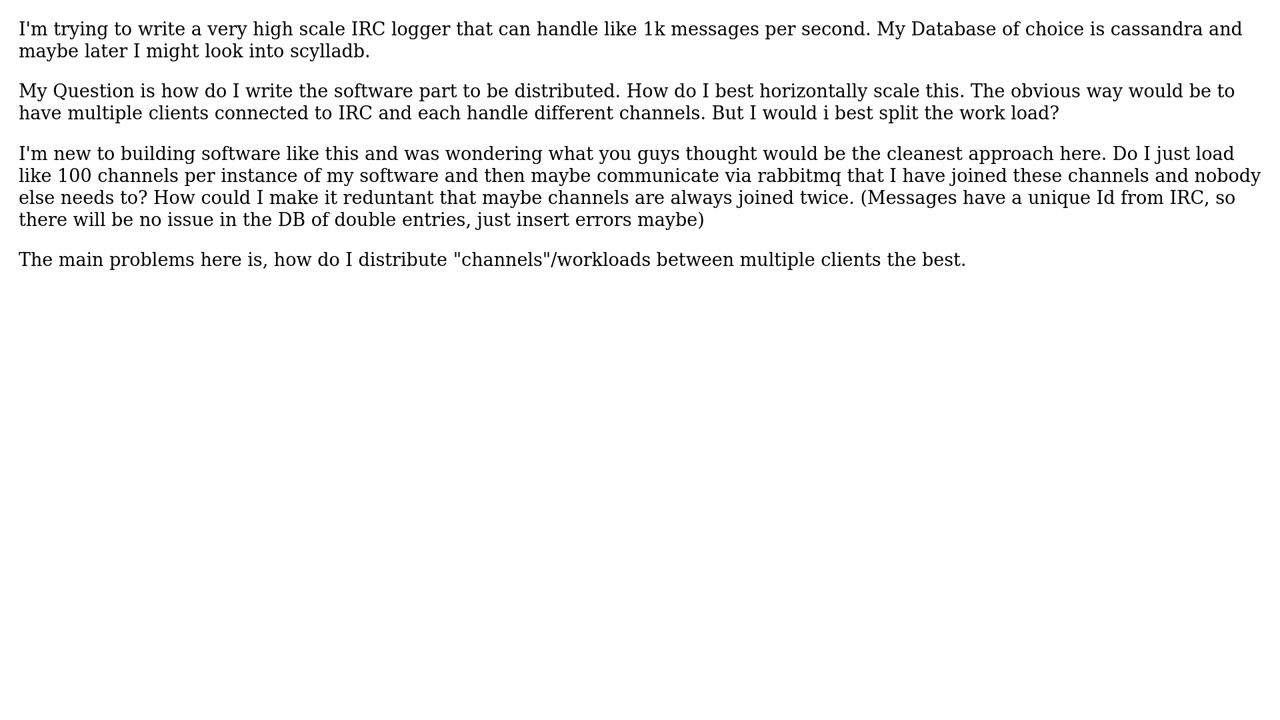 I'm trying to write a very high scale IRC logger that can handle like 1k messages per second. My Database of choice is cassandra and
maybe later I might look into scylladb.
My Question is how do I write the software part to be distributed. How do I best horizontally scale this. The obvious way would be to
have multiple clients connected to IRC and each handle different channels. But I would i best split the work load?
I'm new to building software like this and was wondering what you guys thought would be the cleanest approach here. Do I just load
like 100 channels per instance of my software and then maybe communicate via rabbitmq that I have joined these channels and nobody
else needs to? How could I make it reduntant that maybe channels are always joined twice. (Messages have a unique Id from IRC, so
there will be no issue in the DB of double entries, just insert errors maybe)
The main problems here is, how do I distribute "channels"/workloads between multiple clients the best.